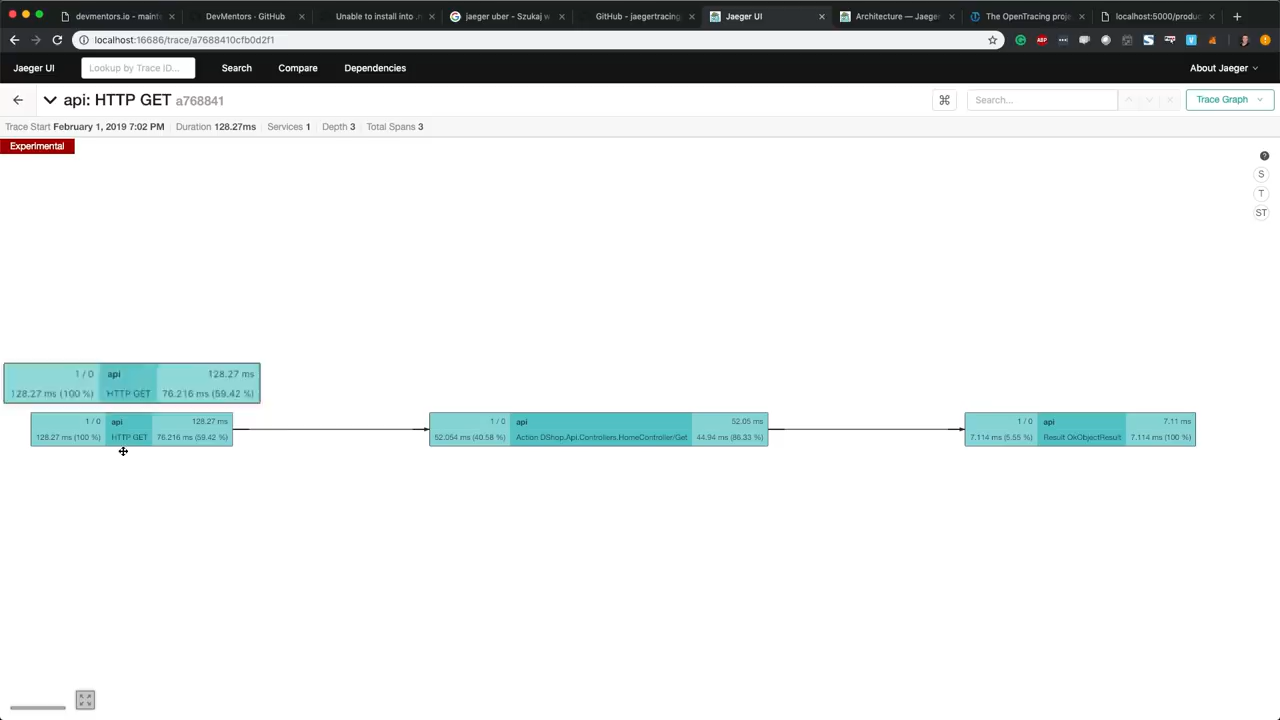 devmentors.io - mainte
DevMentors · GitHub
Unable to install into .r
jaeger uber - Szukaj w
GitHub - jaegertracing
Jaeger UI
Architecture — Jaeger
The OpenTracing proje
localhost:5000/produc
localhost:16686/trace/a7688410cfb0d2f1
Jaeger UI
Lookup by Trace ID...
Search
Compare
Dependencies
About Jaeger
api: HTTP GET a768841
Search...
Trace Graph
Trace Start February 1, 2019 7:02 PM Duration 128.27ms Services 1 Depth 3 Total Spans 3
Experimental
?
S
T
ST
1 / 0 api 128.27 ms
128.27 ms (100 %) HTTP GET 76.216 ms (59.42 %)
1 / 0 api 128.27 ms
128.27 ms (100 %) HTTP GET 76.216 ms (59.42 %)
1 / 0 api 52.05 ms
52.054 ms (40.58 %) Action DShop.Api.Controllers.HomeController/Get 44.94 ms (86.33 %)
1 / 0 api 7.11 ms
7.114 ms (5.55 %) Result OkObjectResult 7.114 ms (100 %)